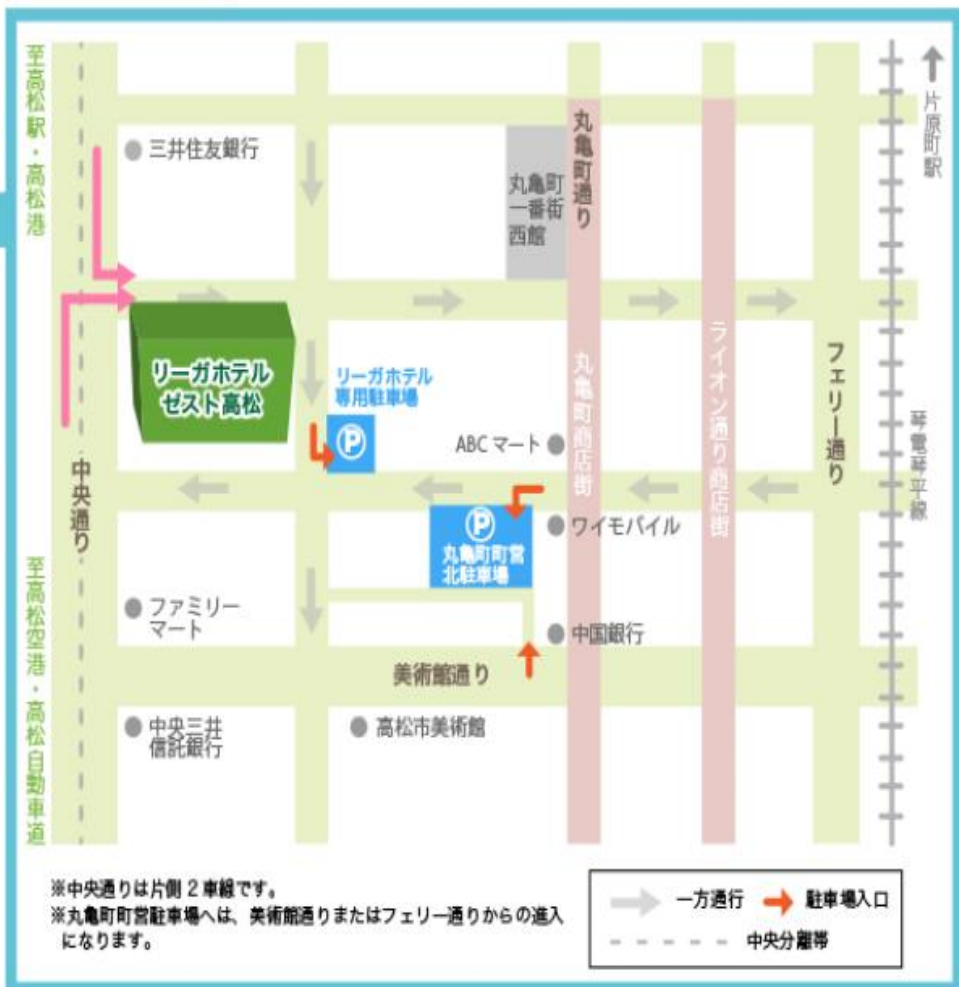 至高松駅・高松港
三井住友銀行
丸亀町
一番街
西館
丸亀町通り
片原町駅
リーガホテル
ゼスト高松
リーガホテル
専用駐車場
P
ABCマート
丸亀町商店街
ライオン通り商店街
フェリー通り
琴電琴平線
中央通り
P
丸亀町町営
北駐車場
ワイモバイル
至高松空港・高松自動車道
ファミリー
マート
中国銀行
美術館通り
中央三井
信託銀行
高松市美術館
※中央通りは片側2車線です。
※丸亀町町営駐車場へは、美術館通りまたはフェリー通りからの進入
になります。
一方通行
駐車場入口
中央分離帯